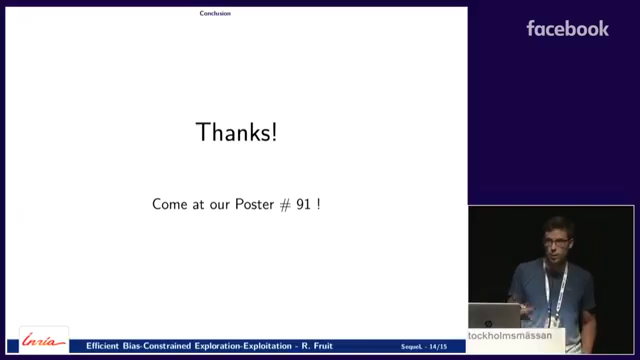 Conclusion
facebook
Thanks!
Come at our Poster # 91 !
tockholmsmässan
Inria
Efficient Bias-Constrained Exploration-Exploitation - R. Fruit
SequeL - 14/15